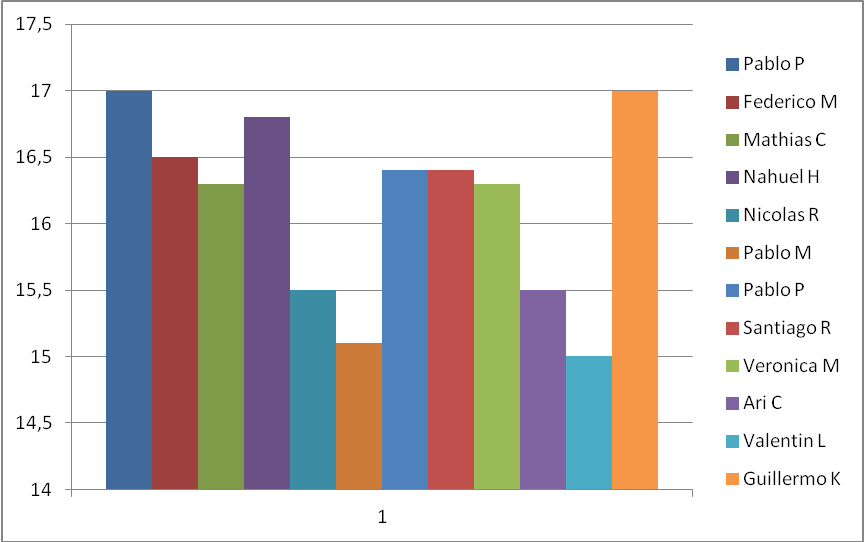 17,5
17
16,5
16
15,5
15
14,5
14
1
Pablo P
Federico M
Mathias C
Nahuel H
Nicolas R
Pablo M
Pablo P
Santiago R
Veronica M
Ari C
Valentin L
Guillermo K